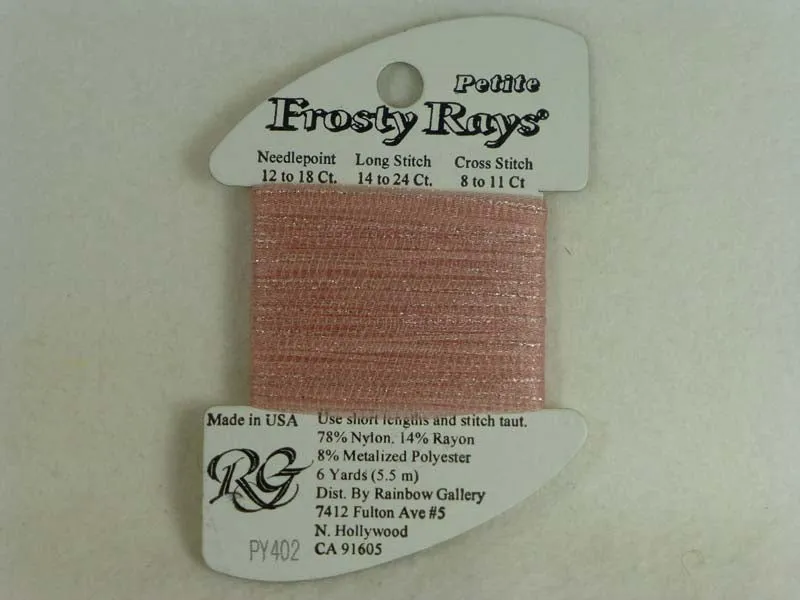 Petite
Frosty Rays®
Needlepoint Long Stitch Cross Stitch
12 to 18 Ct. 14 to 24 Ct. 8 to 11 Ct
Made in USA
Use short lengths and stitch taut.
78% Nylon, 14% Rayon
8% Metalized Polyester
6 Yards (5.5 m)
Dist. By Rainbow Gallery
7412 Fulton Ave #5
N. Hollywood
CA 91605
RG
PY402